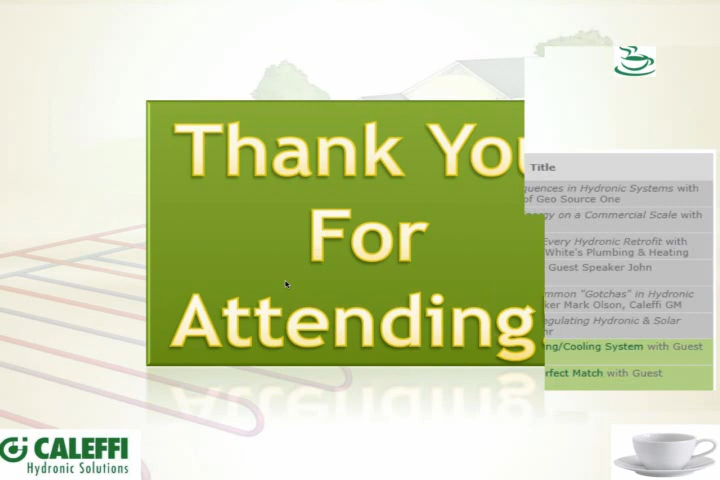 Thank You
For
Attending
Title
quences in Hydronic Systems with
of Geo Source One
on a Commercial Scale with
Every Hydronic Retrofit with
White's Plumbing & Heating
Guest Speaker John
mmon "Gotchas" in Hydronic
ker Mark Olson, Caleffi GM
egulating Hydronic & Solar
ing/Cooling System with Guest
rfect Match with Guest
CALEFFI
Hydronic Solutions